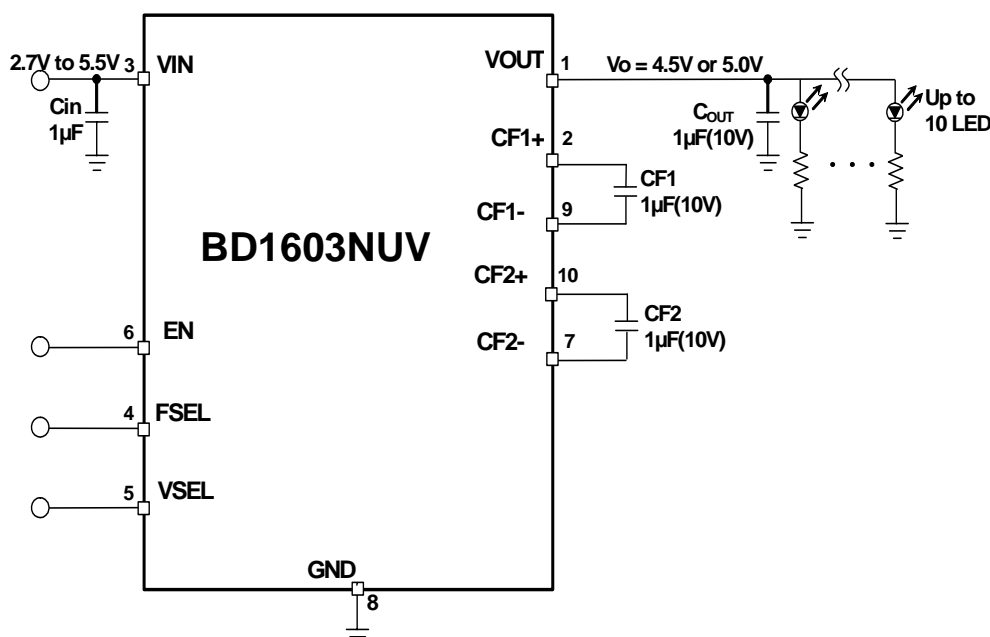 2.7V to 5.5V
3
VIN
Cin
1µF
VOUT
1
Vo = 4.5V or 5.0V
COUT
1µF(10V)
Up to
10 LED
CF1+
2
CF1
1µF(10V)
CF1-
9
BD1603NUV
CF2+
10
CF2
1µF(10V)
CF2-
7
6
EN
4
FSEL
5
VSEL
GND
8